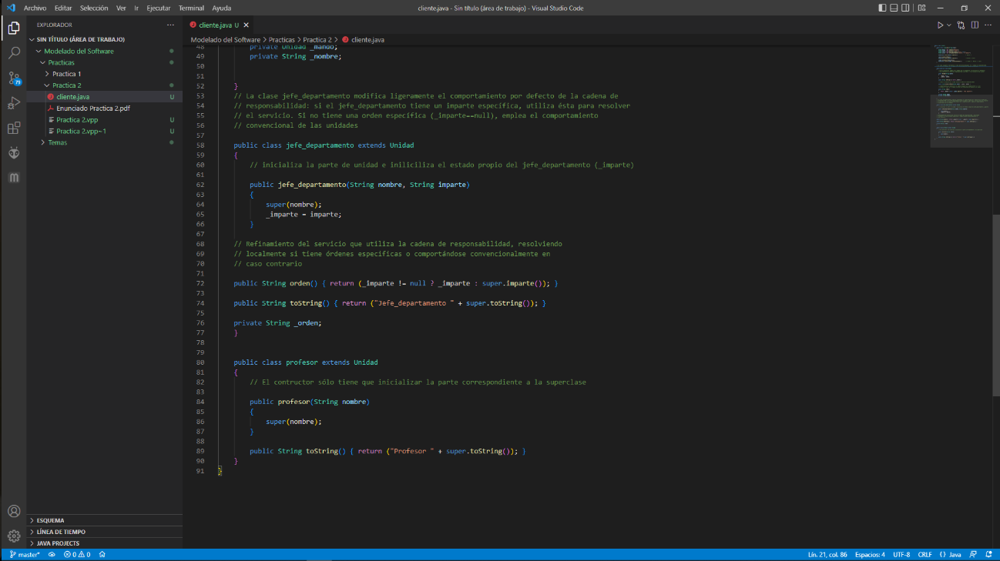 Archivo Editar Selección Ver Ir Ejecutar Terminal Ayuda
cliente.java - Sin título (área de trabajo) - Visual Studio Code
EXPLORADOR
cliente.java U
SIN TÍTULO (ÁREA DE TRABAJO)
Modelado del Software
Practicas
Practica 1
Practica 2
cliente.java U
Enunciado Practica 2.pdf
Practica 2.vpp U
Practica 2.vpp~1 U
Temas
79
ESQUEMA
LÍNEA DE TIEMPO
JAVA PROJECTS
Modelado del Software > Practicas > Practica 2 > cliente.java
48 private Unidad _mando;
49 private String _nombre;
50
51
52 }
53 // La clase jefe_departamento modifica ligeramente el comportamiento por defecto de la cadena de
54 // responsabilidad: si el jefe_departamento tiene un imparte específica, utiliza ésta para resolver
55 // el servicio. Si no tiene una orden específica (_imparte==null), emplea el comportamiento
56 // convencional de las unidades
57
58 public class jefe_departamento extends Unidad
59 {
60 // inicializa la parte de unidad e iniliciliza el estado propio del jefe_departamento (_imparte)
61
62 public jefe_departamento(String nombre, String imparte)
63 {
64 super(nombre);
65 _imparte = imparte;
66 }
67
68 // Refinamiento del servicio que utiliza la cadena de responsabilidad, resolviendo
69 // localmente si tiene órdenes específicas o comportándose convencionalmente en
70 // caso contrario
71
72 public String orden() { return (_imparte != null ? _imparte : super.imparte()); }
73
74 public String toString() { return ("Jefe_departamento " + super.toString()); }
75
76 private String _orden;
77 }
78
79
80 public class profesor extends Unidad
81 {
82 // El contructor sólo tiene que inicializar la parte correspondiente a la superclase
83
84 public profesor(String nombre)
85 {
86 super(nombre);
87 }
88
89 public String toString() { return ("Profesor " + super.toString()); }
90 }
91 }
master* 0 0
Lín. 21, col. 86 Espacios: 4 UTF-8 CRLF {} Java